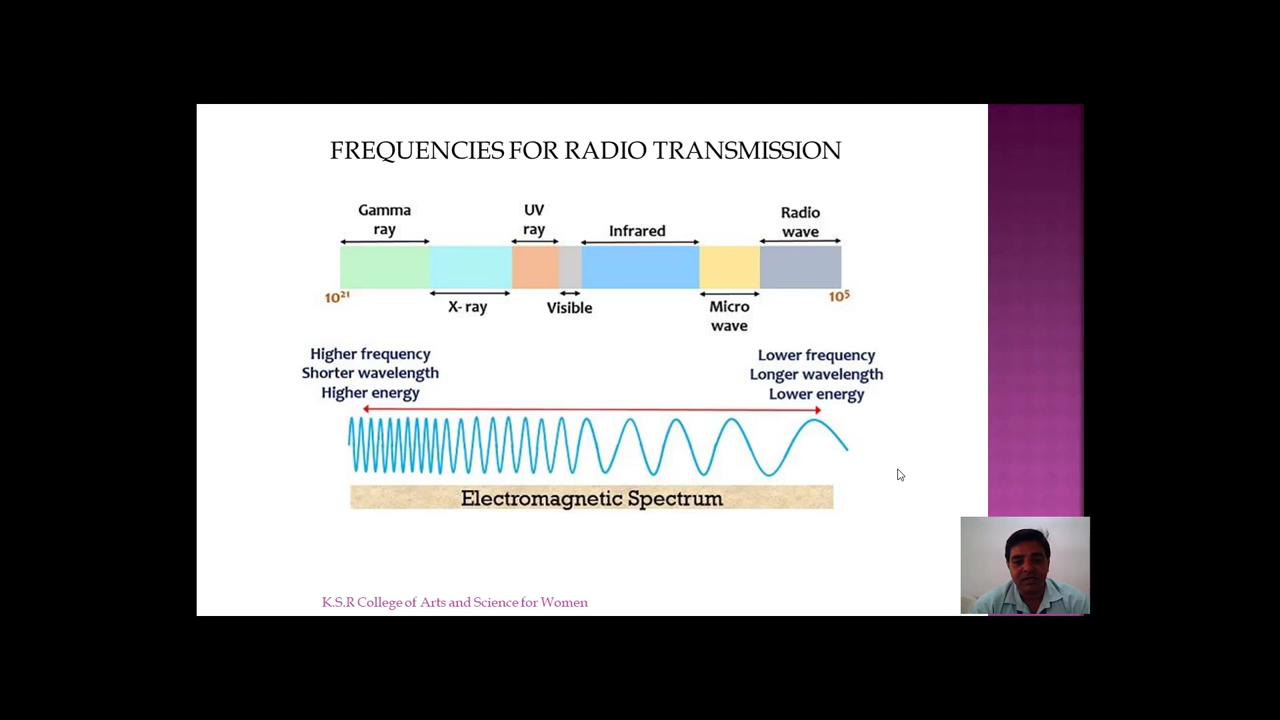 FREQUENCIES FOR RADIO TRANSMISSION
Gamma
ray
UV
ray
Infrared
Radio
wave
10²¹
X- ray
Visible
Micro
wave
10⁵
Higher frequency
Shorter wavelength
Higher energy
Lower frequency
Longer wavelength
Lower energy
Electromagnetic Spectrum
K.S.R College of Arts and Science for Women